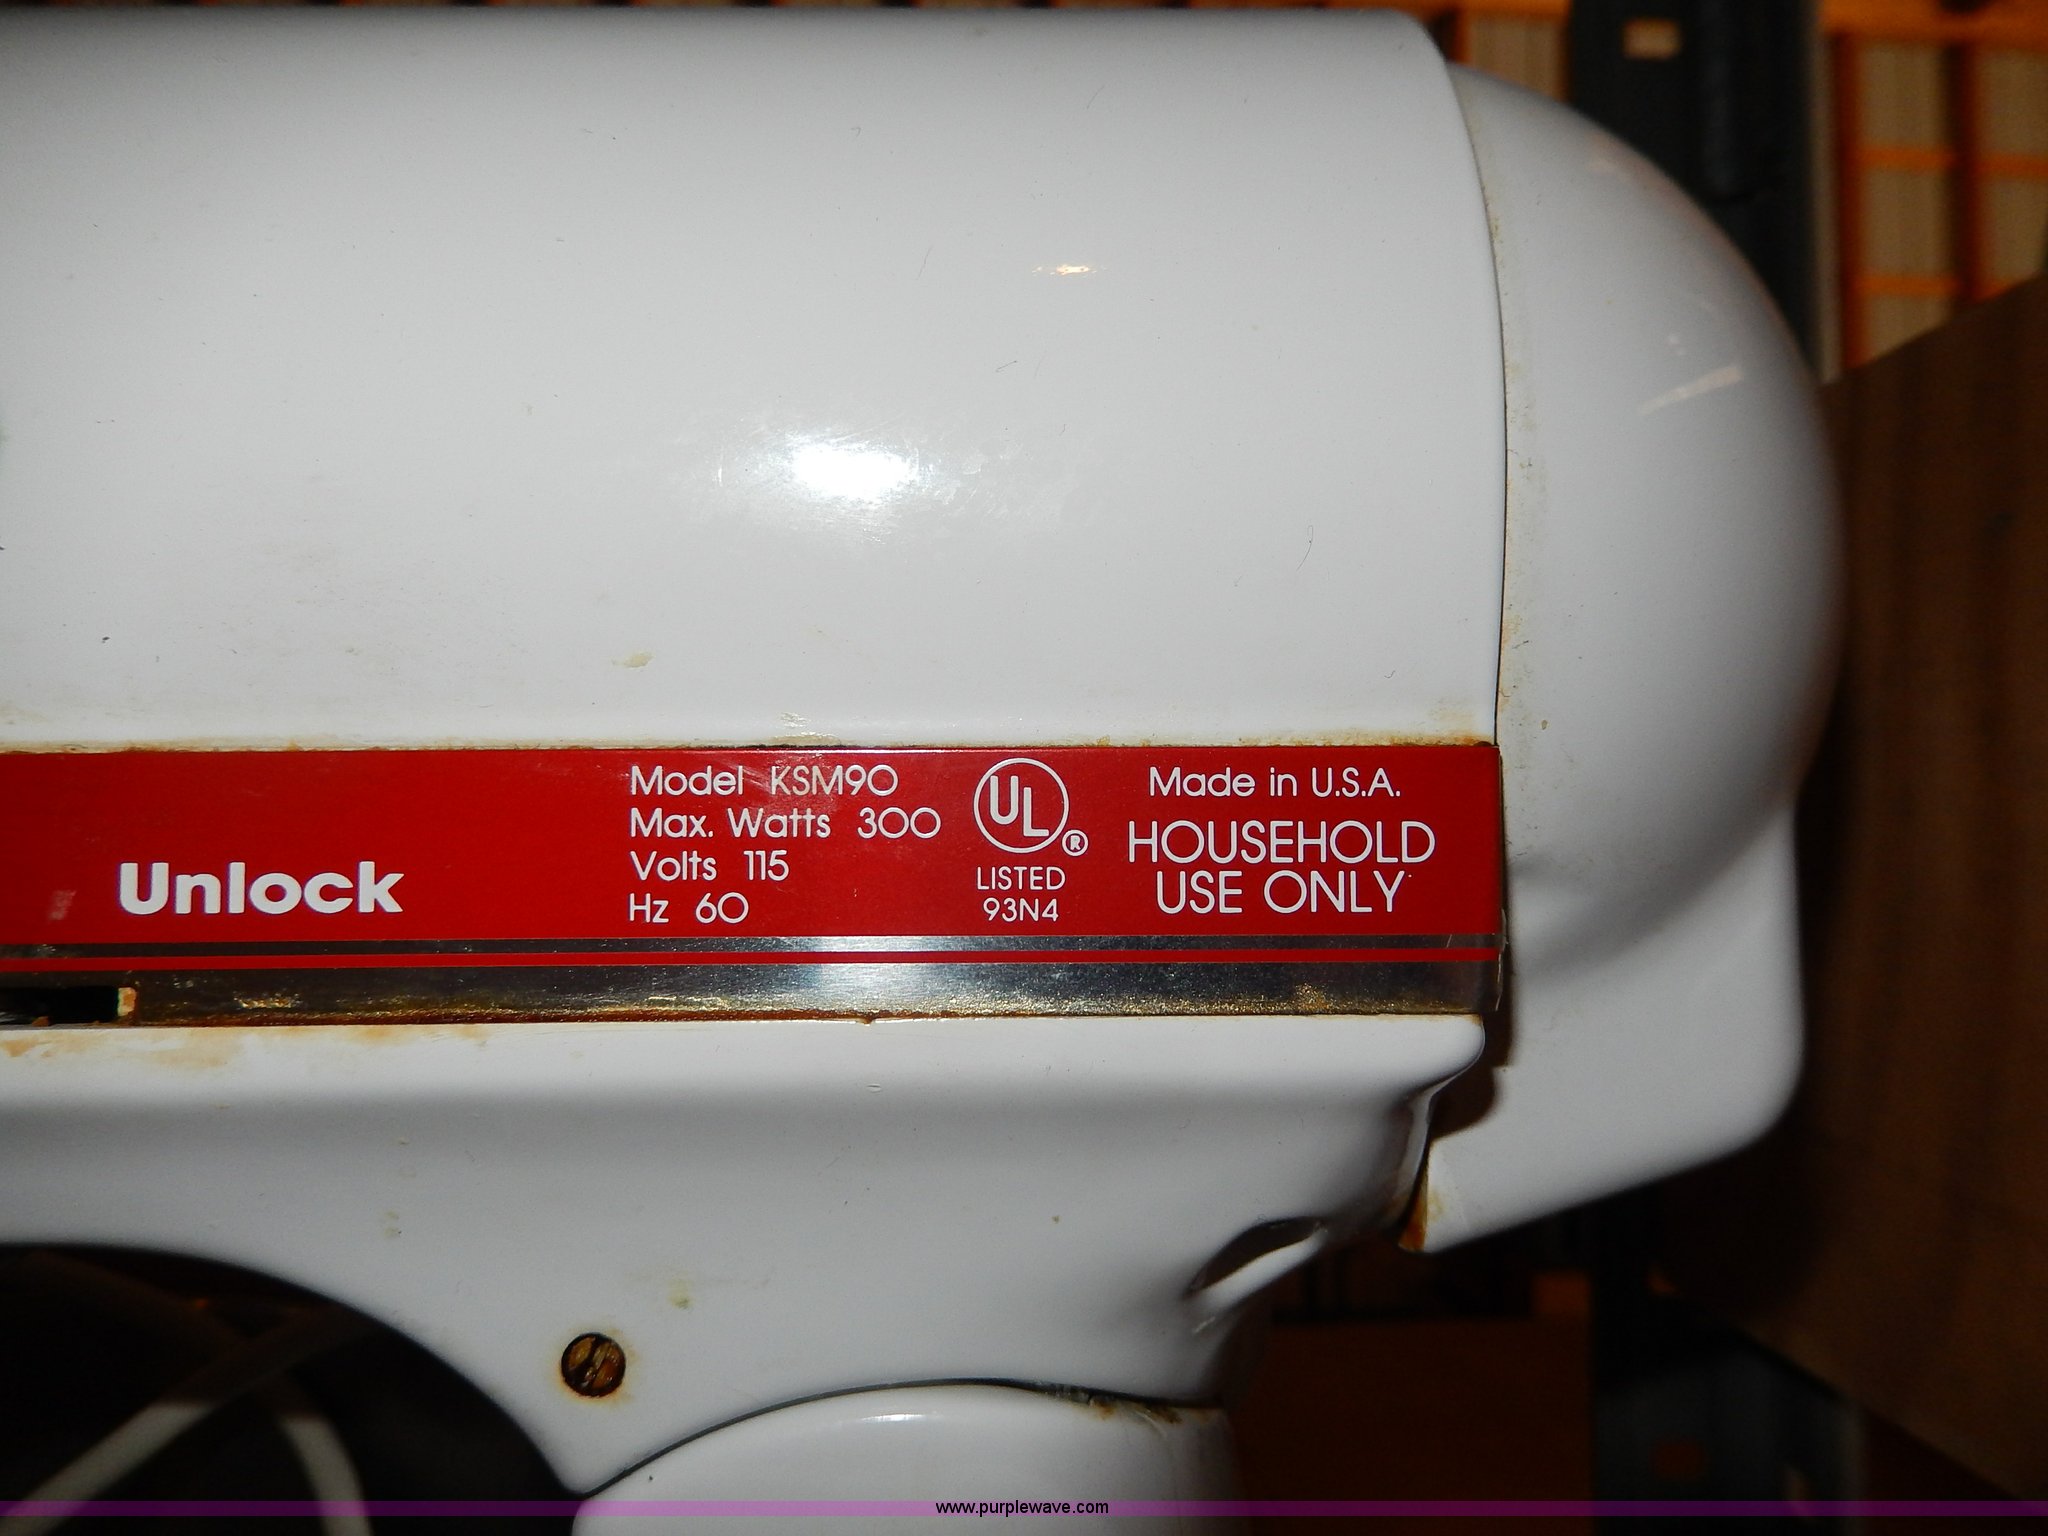 Unlock
Model KSM90
Max. Watts 300
Volts 115
Hz 60
UL®
LISTED
93N4
Made in U.S.A.
HOUSEHOLD
USE ONLY
www.purplewave.com